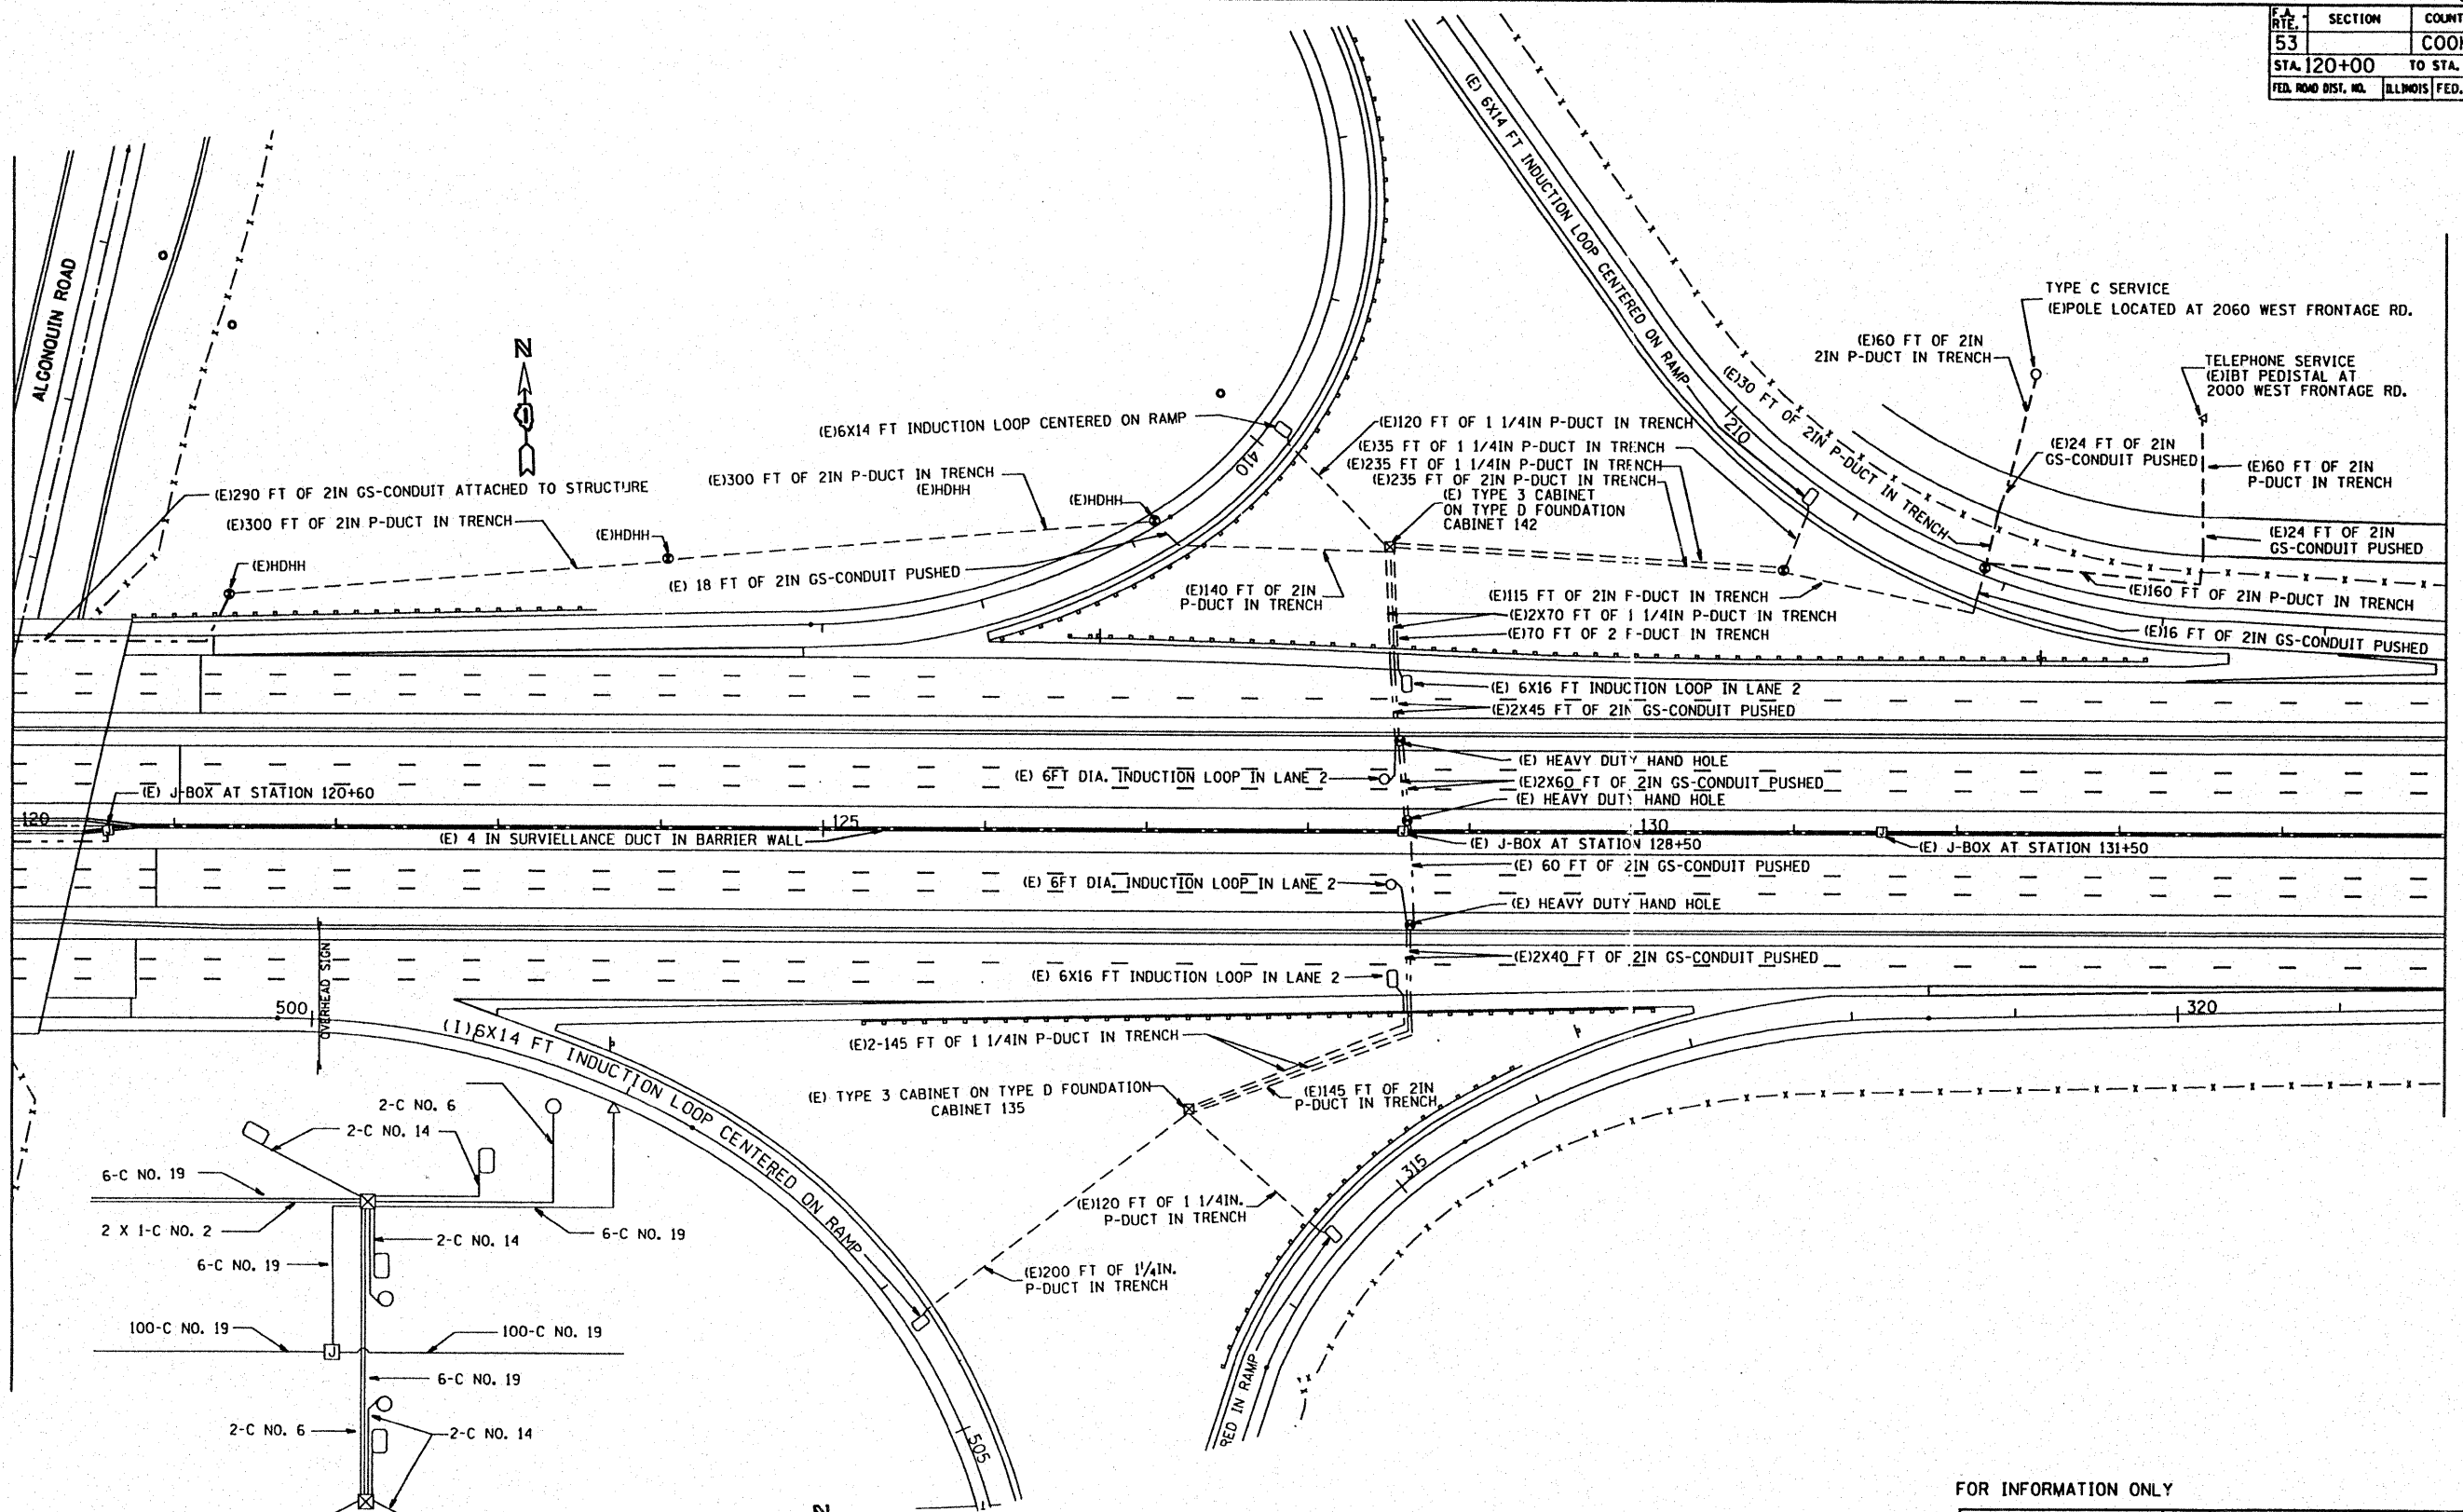 F.A. RTE. SECTION COUNT
53 COOK
STA. 120+00 TO STA.
FED. ROAD DIST. NO. ILLINOIS FED.
ALGONQUIN ROAD
N
(E) 6X14 FT INDUCTION LOOP CENTERED ON RAMP
TYPE C SERVICE
(E)POLE LOCATED AT 2060 WEST FRONTAGE RD.
(E)60 FT OF 2IN
2IN P-DUCT IN TRENCH
TELEPHONE SERVICE
(E)IBT PEDISTAL AT
2000 WEST FRONTAGE RD.
(E)30 FT OF 2IN P-DUCT IN TRENCH
210
(E)24 FT OF 2IN
GS-CONDUIT PUSHED
(E)60 FT OF 2IN
P-DUCT IN TRENCH
(E)24 FT OF 2IN
GS-CONDUIT PUSHED
(E)6X14 FT INDUCTION LOOP CENTERED ON RAMP
410
(E)120 FT OF 1 1/4IN P-DUCT IN TRENCH
(E)35 FT OF 1 1/4IN P-DUCT IN TRENCH
(E)235 FT OF 1 1/4IN P-DUCT IN TRENCH
(E)235 FT OF 2IN P-DUCT IN TRENCH
(E) TYPE 3 CABINET
ON TYPE D FOUNDATION
CABINET 142
(E)290 FT OF 2IN GS-CONDUIT ATTACHED TO STRUCTURE
(E)300 FT OF 2IN P-DUCT IN TRENCH
(E)HDHH
(E)HDHH
(E)300 FT OF 2IN P-DUCT IN TRENCH
(E)HDHH
(E)HDHH
(E) 18 FT OF 2IN GS-CONDUIT PUSHED
(E)140 FT OF 2IN
P-DUCT IN TRENCH
(E)115 FT OF 2IN F-DUCT IN TRENCH
(E)2X70 FT OF 1 1/4IN P-DUCT IN TRENCH
(E)70 FT OF 2 F-DUCT IN TRENCH
(E)160 FT OF 2IN P-DUCT IN TRENCH
(E)16 FT OF 2IN GS-CONDUIT PUSHED
(E) 6X16 FT INDUCTION LOOP IN LANE 2
(E)2X45 FT OF 2IN GS-CONDUIT PUSHED
(E) HEAVY DUTY HAND HOLE
(E) 6FT DIA. INDUCTION LOOP IN LANE 2
(E)2X60 FT OF 2IN GS-CONDUIT PUSHED
(E) HEAVY DUTY HAND HOLE
(E) J-BOX AT STATION 120+60
120
125
130
J
J
J
(E) 4 IN SURVIELLANCE DUCT IN BARRIER WALL
(E) J-BOX AT STATION 128+50
(E) J-BOX AT STATION 131+50
(E) 60 FT OF 2IN GS-CONDUIT PUSHED
(E) 6FT DIA. INDUCTION LOOP IN LANE 2
(E) HEAVY DUTY HAND HOLE
OVERHEAD SIGN
(E)2X40 FT OF 2IN GS-CONDUIT PUSHED
(E) 6X16 FT INDUCTION LOOP IN LANE 2
500
320
(I) 6X14 FT INDUCTION LOOP CENTERED ON RAMP
(E)2-145 FT OF 1 1/4IN P-DUCT IN TRENCH
(E) TYPE 3 CABINET ON TYPE D FOUNDATION
CABINET 135
(E)145 FT OF 2IN
P-DUCT IN TRENCH
315
(E)120 FT OF 1 1/4IN.
P-DUCT IN TRENCH
(E)200 FT OF 1 1/4IN.
P-DUCT IN TRENCH
RED IN RAMP
505
2-C NO. 6
2-C NO. 14
6-C NO. 19
2 X 1-C NO. 2
2-C NO. 14
6-C NO. 19
6-C NO. 19
100-C NO. 19
100-C NO. 19
J
6-C NO. 19
2-C NO. 6
2-C NO. 14
FOR INFORMATION ONLY